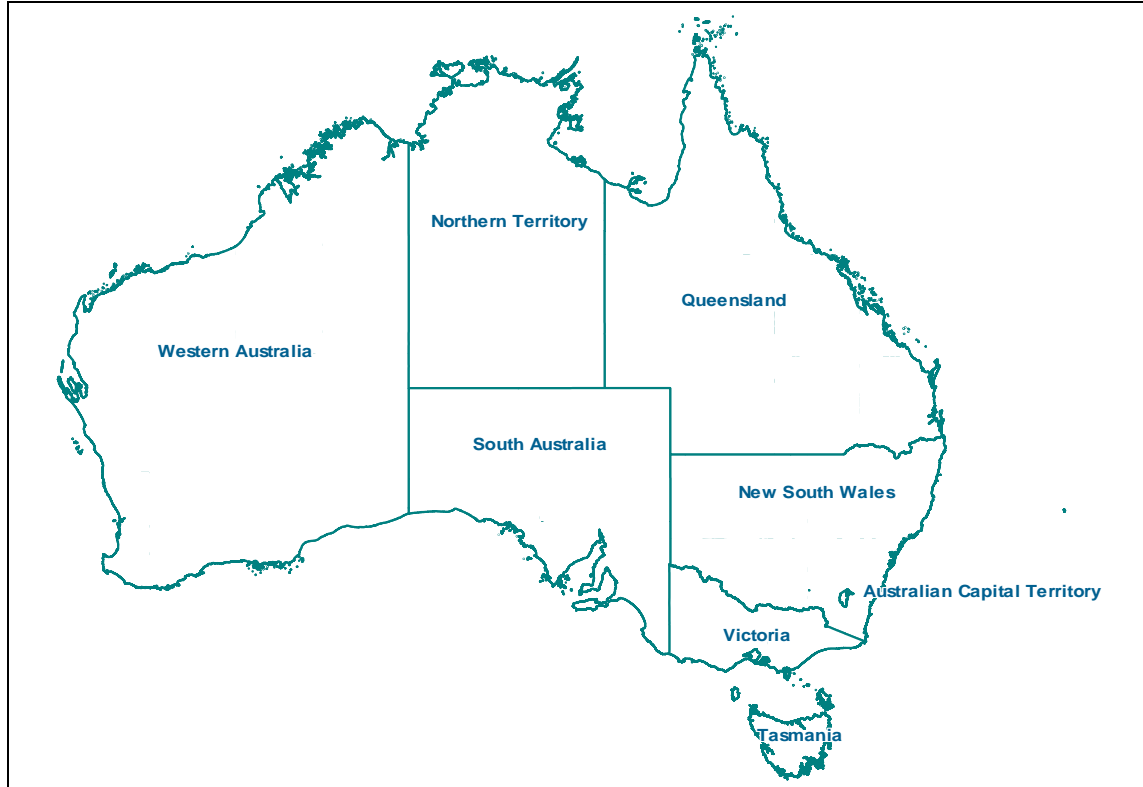 Northern Territory
Queensland
Western Australia
South Australia
New South Wales
Australian Capital Territory
Victoria
Tasmania